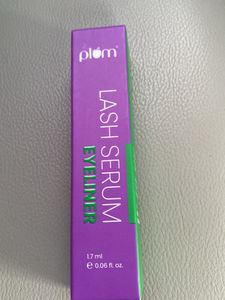 plum
LASH SERUM
EYELINER
1.7 ml
℮ 0.06 fl. oz.